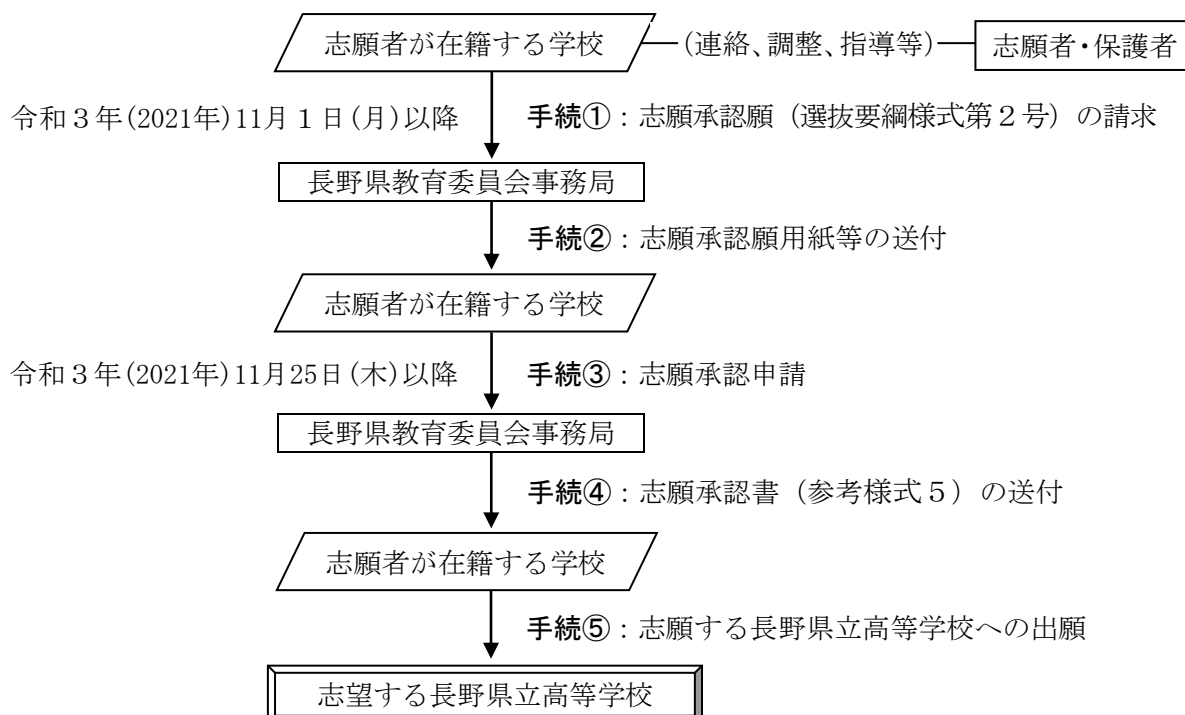 志願者が在籍する学校 (連絡、調整、指導等) 志願者・保護者
令和３年(2021年)11月１日(月)以降 手続①：志願承認願（選抜要綱様式第２号）の請求
長野県教育委員会事務局
手続②：志願承認願用紙等の送付
志願者が在籍する学校
令和３年(2021年)11月25日(木)以降 手続③：志願承認申請
長野県教育委員会事務局
手続④：志願承認書（参考様式５）の送付
志願者が在籍する学校
手続⑤：志願する長野県立高等学校への出願
志望する長野県立高等学校